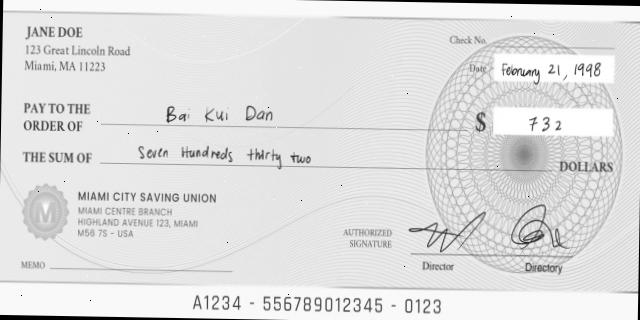 JANE DOE
123 Great Lincoln Road
Miami, MA 11223
Check No.
Date February 21, 1998
PAY TO THE
ORDER OF Bai Kui Dan
$ 732
THE SUM OF Seven Hundreds thirty two DOLLARS
M
MIAMI CITY SAVING UNION
MIAMI CENTRE BRANCH
HIGHLAND AVENUE 123, MIAMI
M56 7S - USA
AUTHORIZED
SIGNATURE
MEMO
Director
Directory
A1234 - 556789012345 - 0123